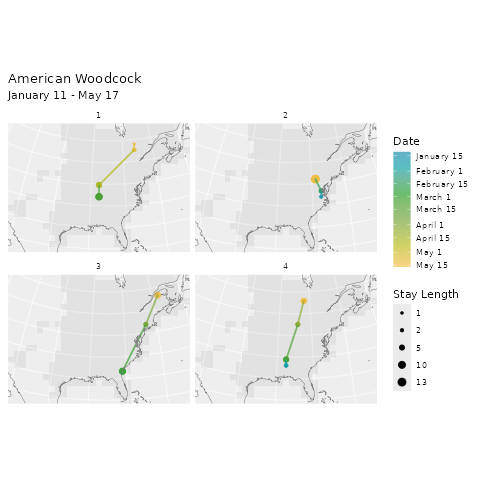 American Woodcock
January 11 - May 17
1
2
3
4
Date
January 15
February 1
February 15
March 1
March 15
April 1
April 15
May 1
May 15
Stay Length
1
2
5
10
13